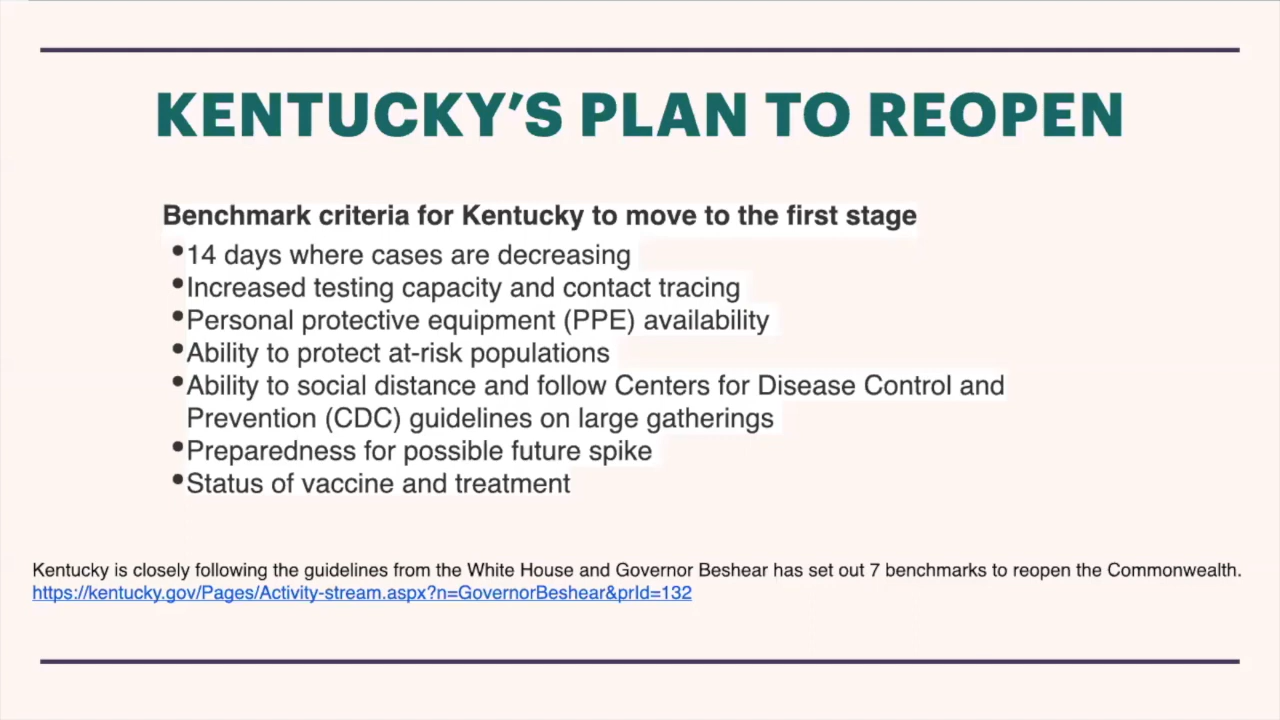 KENTUCKY’S PLAN TO REOPEN
Benchmark criteria for Kentucky to move to the first stage
•14 days where cases are decreasing
•Increased testing capacity and contact tracing
•Personal protective equipment (PPE) availability
•Ability to protect at-risk populations
•Ability to social distance and follow Centers for Disease Control and
Prevention (CDC) guidelines on large gatherings
•Preparedness for possible future spike
•Status of vaccine and treatment
Kentucky is closely following the guidelines from the White House and Governor Beshear has set out 7 benchmarks to reopen the Commonwealth.
https://kentucky.gov/Pages/Activity-stream.aspx?n=GovernorBeshear&prId=132